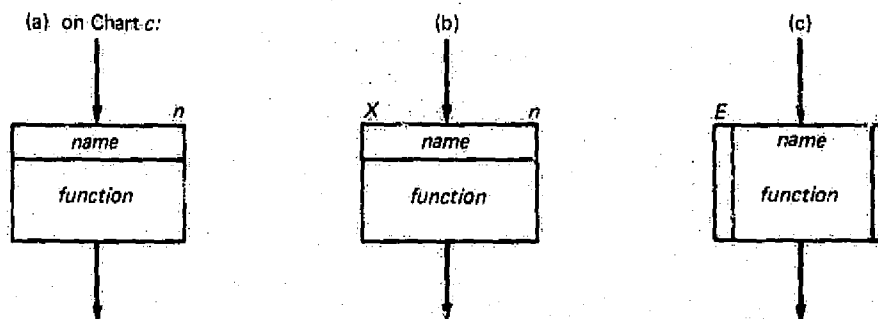 (a) on Chart c:
n
name
function
(b)
X
n
name
function
(c)
E
name
function